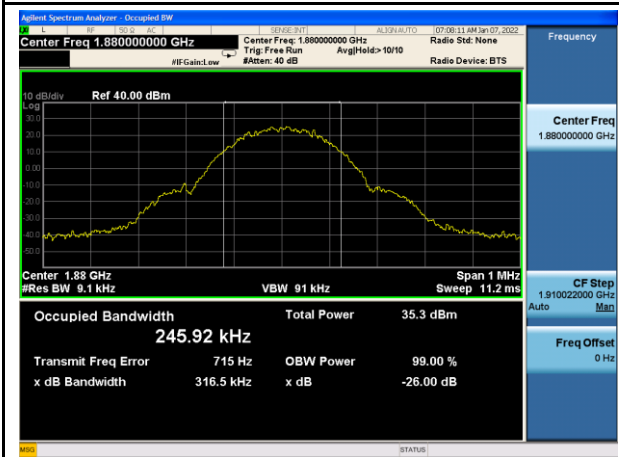 Agilent Spectrum Analyzer - Occupied BW
L RF 50 Ω AC SENSE:INT ALIGNAUTO 07:08:11 AM Jan 07, 2022
Center Freq 1.880000000 GHz
Center Freq: 1.880000000 GHz
Radio Std: None
Trig: Free Run Avg|Hold:> 10/10
#IFGain:Low
#Atten: 40 dB
Radio Device: BTS
Frequency
10 dB/div Ref 40.00 dBm
Log
30.0
20.0
10.0
0.00
-10.0
-20.0
-30.0
-40.0
-50.0
Center Freq
1.880000000 GHz
Center 1.88 GHz
Span 1 MHz
#Res BW 9.1 kHz
VBW 91 kHz
Sweep 11.2 ms
CF Step
1.910022000 GHz
Auto Man
Occupied Bandwidth
Total Power 35.3 dBm
245.92 kHz
Transmit Freq Error 715 Hz
OBW Power 99.00 %
x dB Bandwidth 316.5 kHz
x dB -26.00 dB
Freq Offset
0 Hz
MSG
STATUS